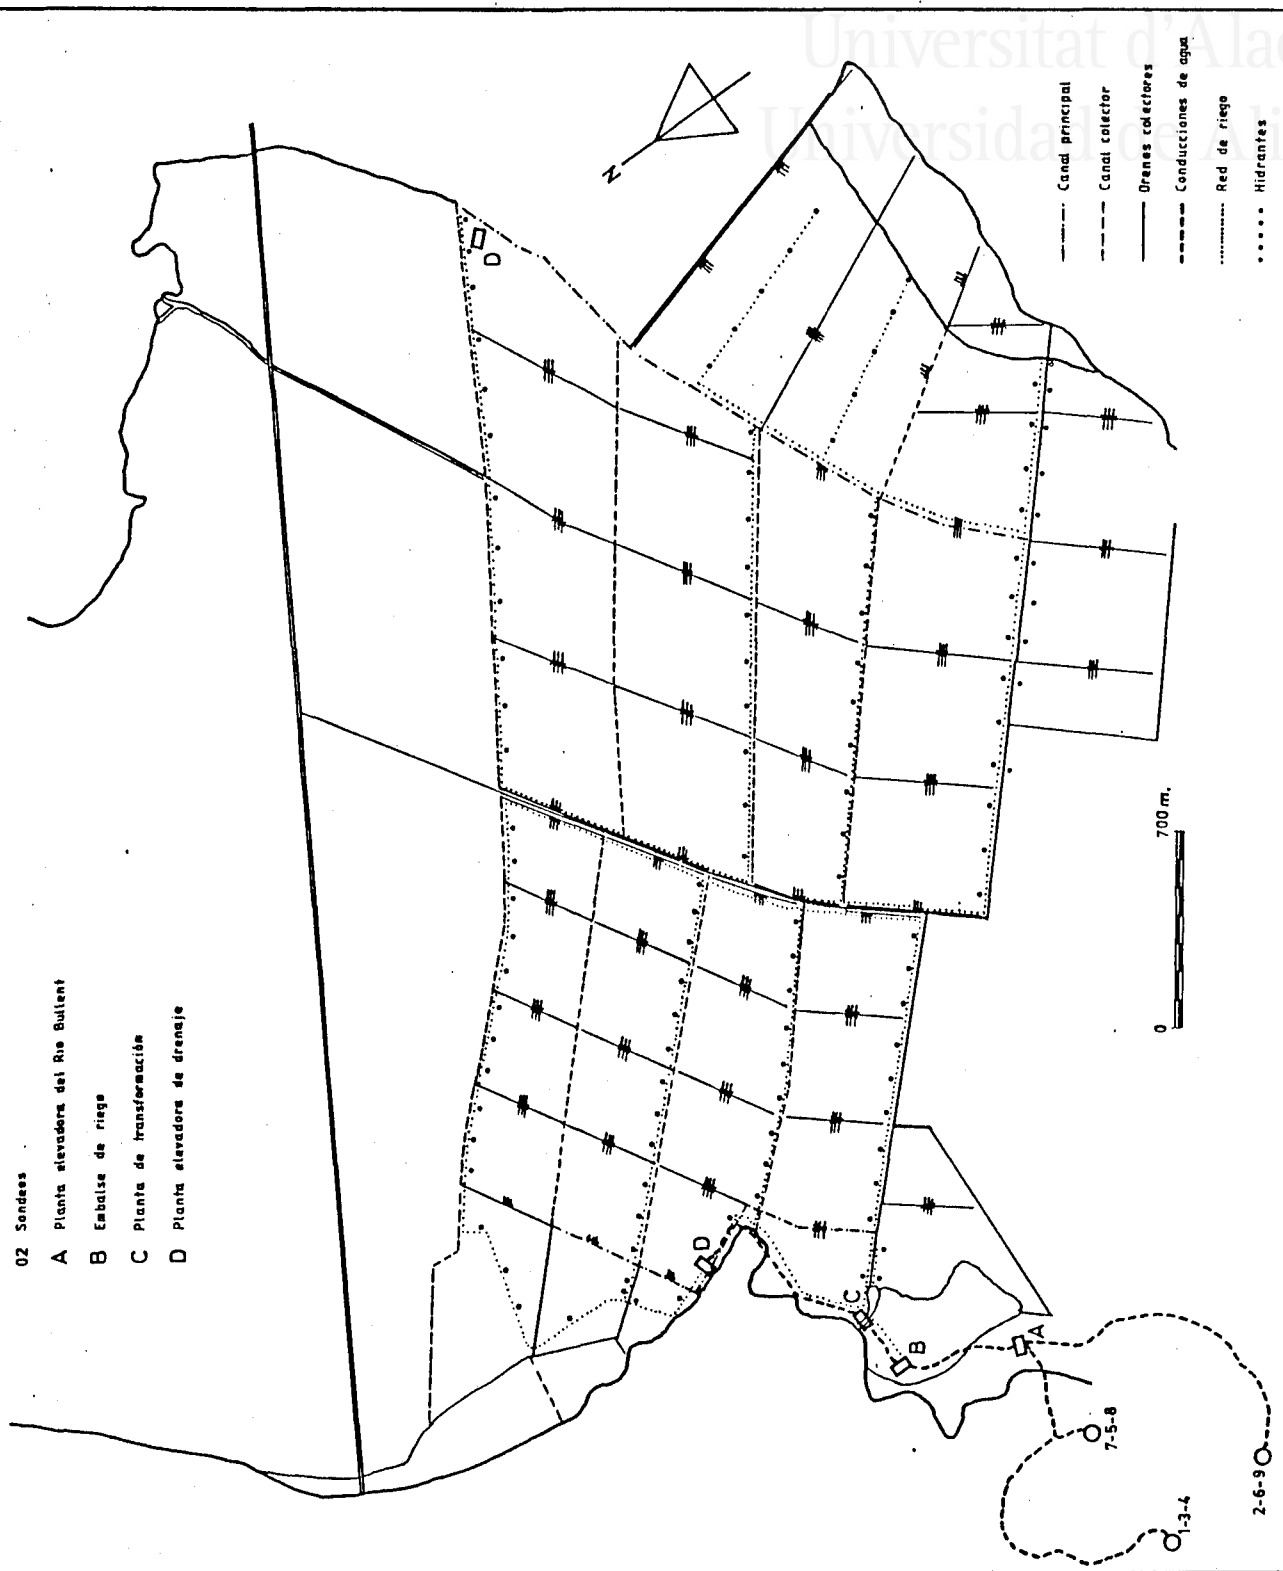 Universitat d'Alac
Universidad de Ali
02 Sondees
A Planta elevadora del Rio Bullent
B Embalse de riego
C Planta de transformación
D Planta elevadora de drenaje
Canal principal
Canal colector
Drenes colectores
Conducciones de agua
Red de riego
Hidrantes
N
D
D
C
B
A
7-5-8
1-3-4
2-6-9
0 700 m.